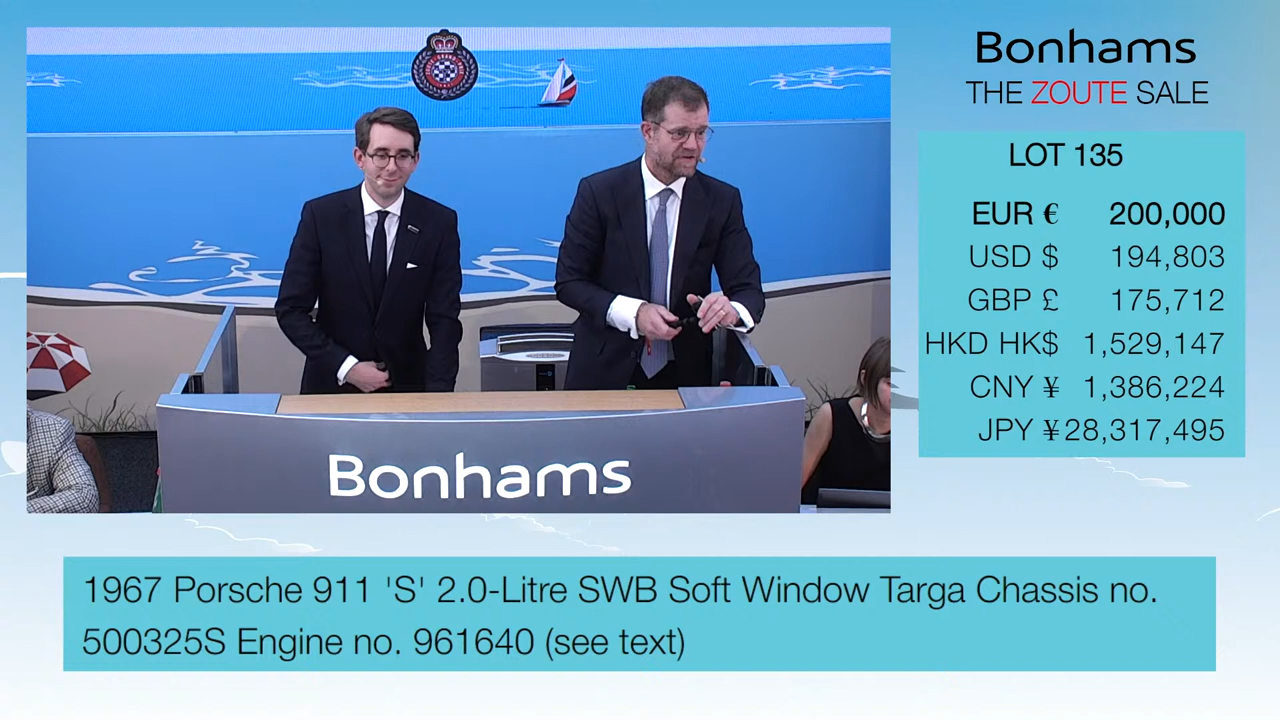 Bonhams
THE ZOUTE SALE
LOT 135
EUR € 200,000
USD $ 194,803
GBP £ 175,712
HKD HK$ 1,529,147
CNY ¥ 1,386,224
JPY ¥ 28,317,495
Bonhams
1967 Porsche 911 'S' 2.0-Litre SWB Soft Window Targa Chassis no.
500325S Engine no. 961640 (see text)